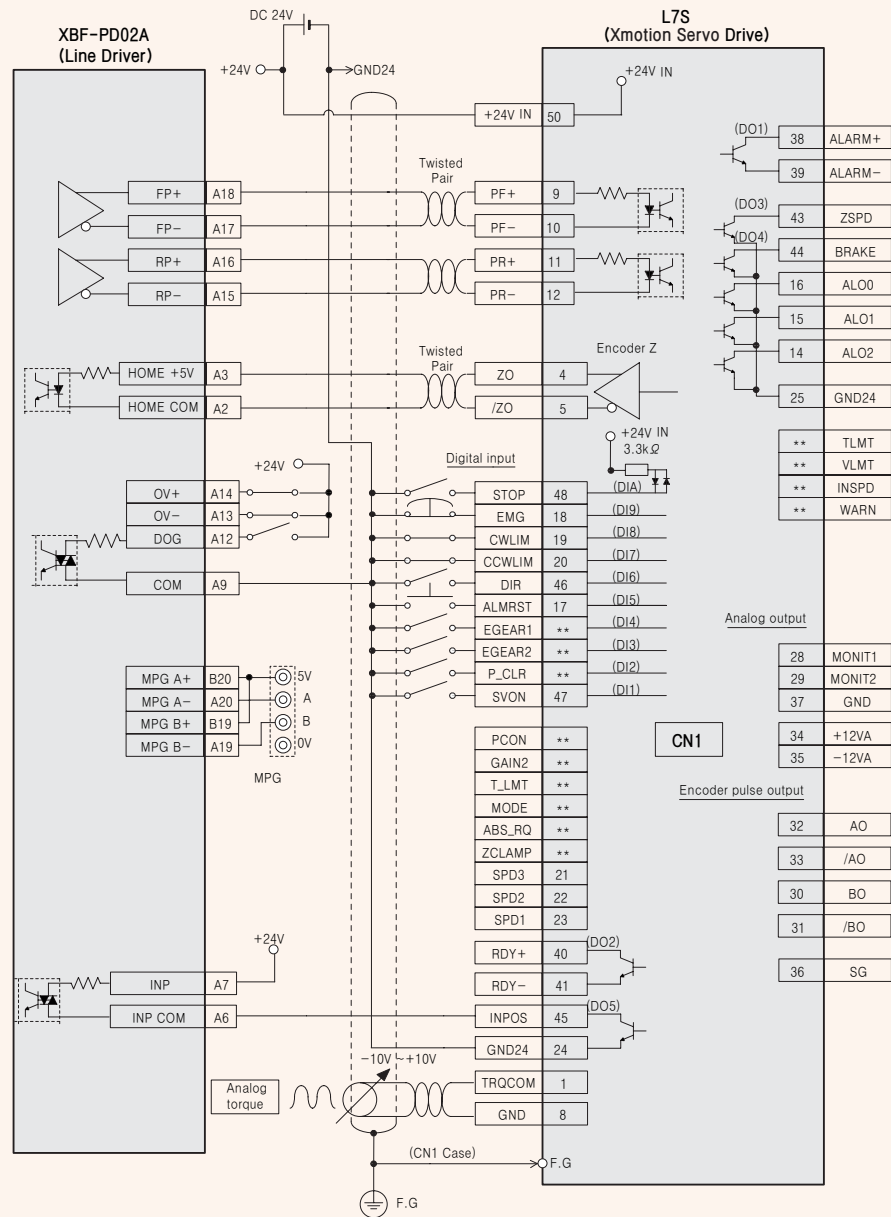 DC 24V
XBF-PD02A
(Line Driver)
L7S
(Xmotion Servo Drive)
+24V
GND24
+24V IN
+24V IN 50
(DO1) 38 ALARM+
39 ALARM-
Twisted
Pair
FP+ A18 PF+ 9
FP- A17 PF- 10
RP+ A16 PR+ 11
RP- A15 PR- 12
(DO3) 43 ZSPD
(DO4) 44 BRAKE
16 ALO0
15 ALO1
14 ALO2
25 GND24
Twisted
Pair
Encoder Z
HOME +5V A3 ZO 4
HOME COM A2 /ZO 5
+24V IN
3.3kΩ
** TLMT
** VLMT
** INSPD
** WARN
+24V
Digital input
OV+ A14
OV- A13
DOG A12
COM A9
STOP 48 (DIA)
EMG 18 (DI9)
CWLIM 19 (DI8)
CCWLIM 20 (DI7)
DIR 46 (DI6)
ALMRST 17 (DI5)
EGEAR1 ** (DI4)
EGEAR2 ** (DI3)
P_CLR ** (DI2)
SVON 47 (DI1)
Analog output
28 MONIT1
29 MONIT2
37 GND
34 +12VA
35 -12VA
MPG A+ B20 5V
MPG A- A20 A
MPG B+ B19 B
MPG B- A19 0V
MPG
CN1
PCON **
GAIN2 **
T_LMT **
MODE **
ABS_RQ **
ZCLAMP **
SPD3 21
SPD2 22
SPD1 23
Encoder pulse output
32 AO
33 /AO
30 BO
31 /BO
36 SG
+24V
RDY+ 40 (DO2)
RDY- 41
INP A7
INP COM A6 INPOS 45 (DO5)
GND24 24
-10V ~+10V
Analog
torque
TRQCOM 1
GND 8
(CN1 Case)
F.G
F.G